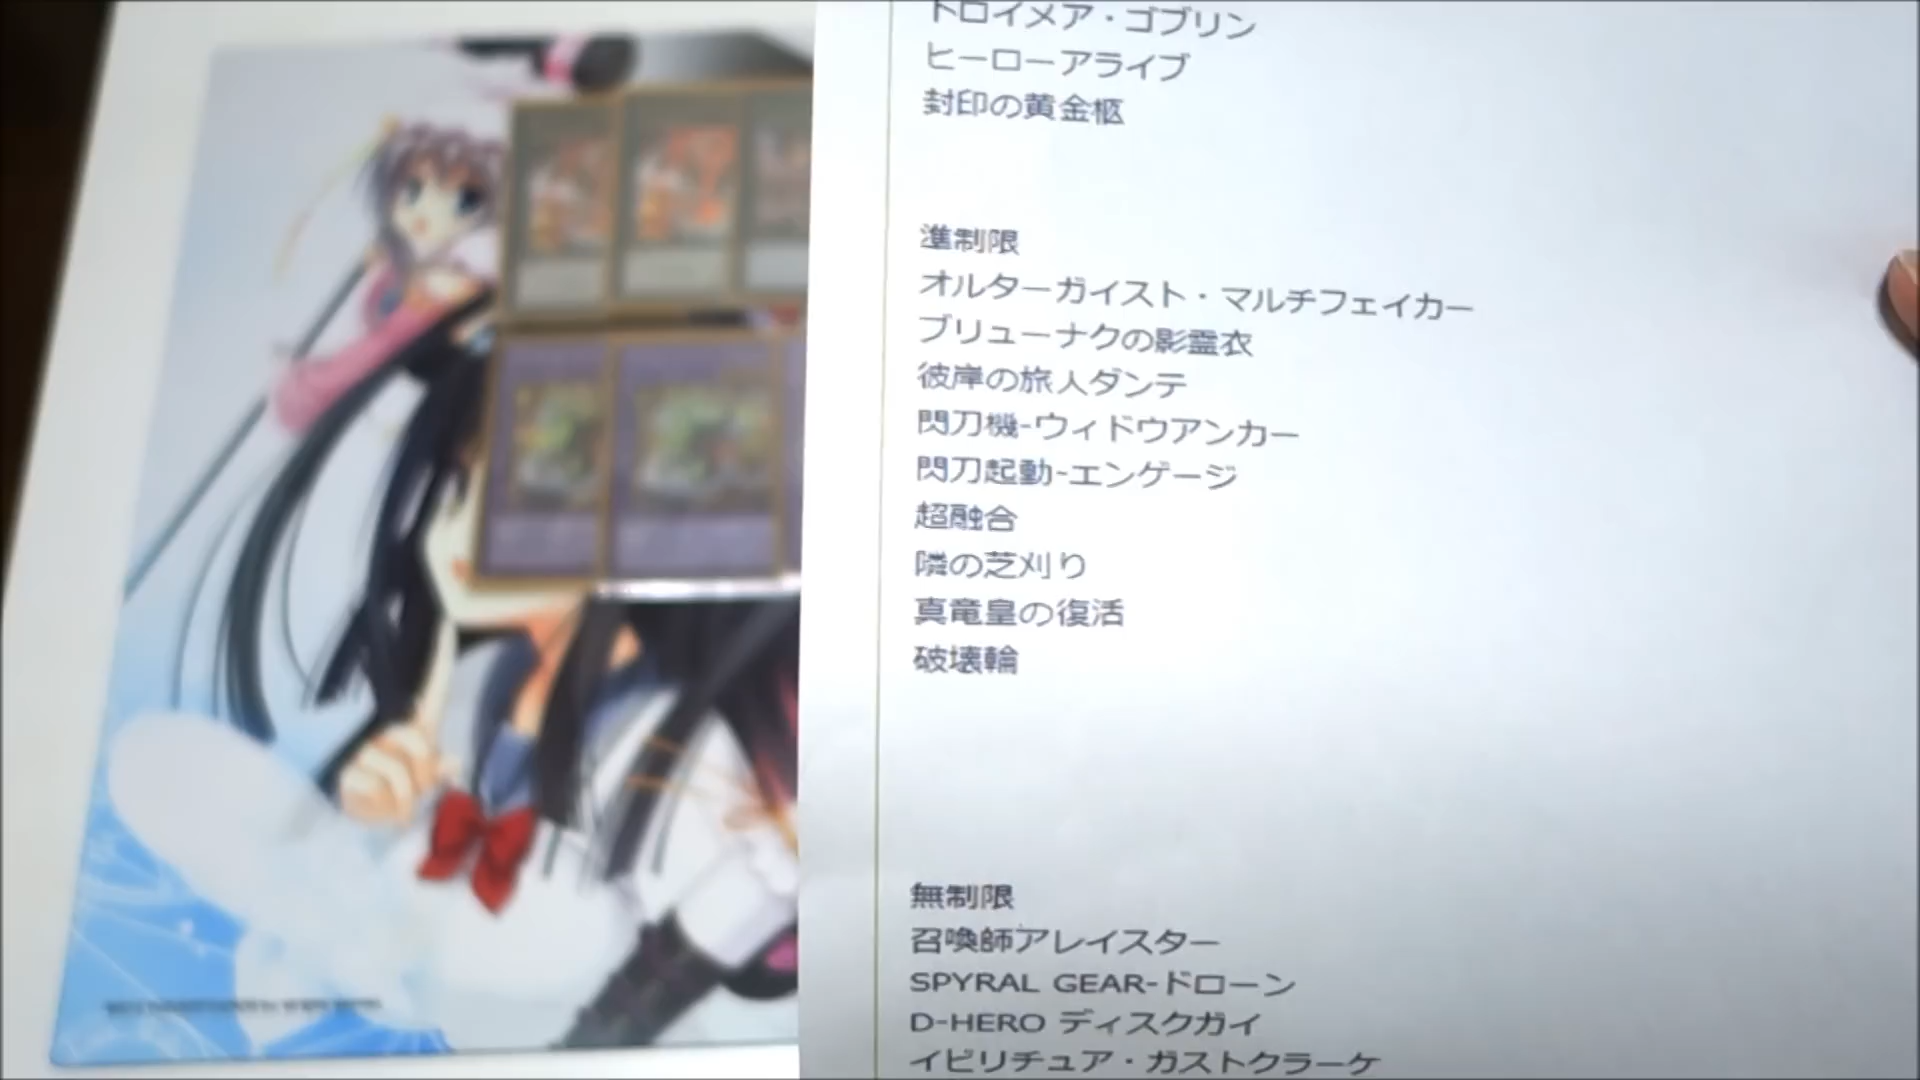 トロイメア・ゴブリン
ヒーローアライブ
封印の黄金櫃
進制限
オルターガイスト・マルチフェイカー
ブリューナクの影霊衣
彼岸の旅人ダンテ
閃刀機-ウィドウアンカー
閃刀起動-エンゲージ
超融合
隣の芝刈り
真竜皇の復活
破壊輪
無制限
召喚師アレイスター
SPYRAL GEAR-ドローン
D-HERO ディスクガイ
イビリチュア・ガストクラーケ